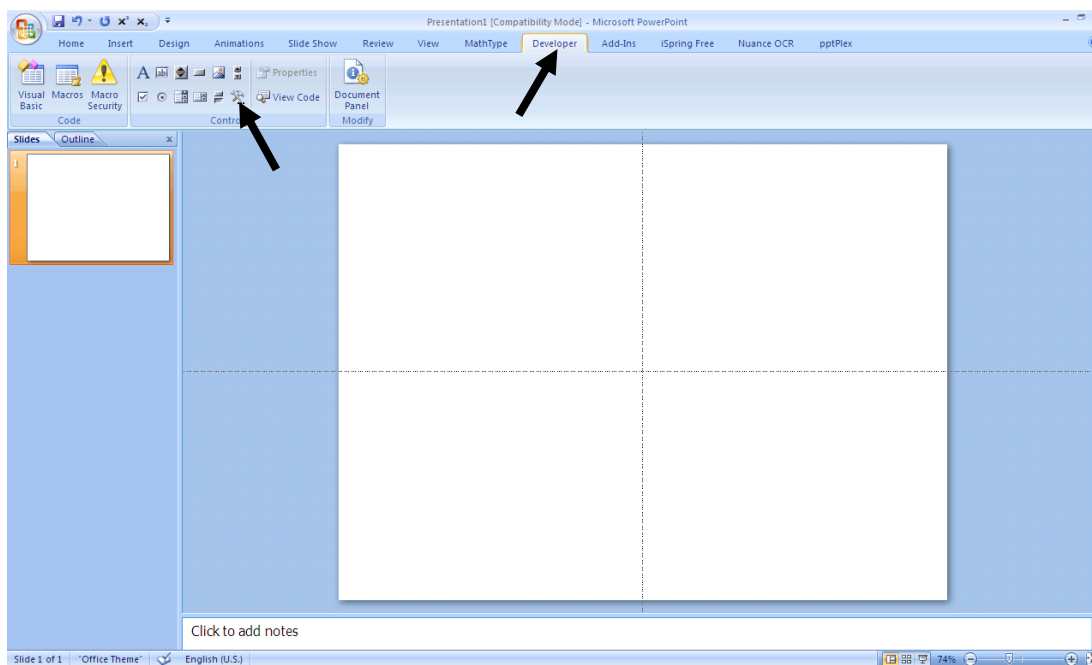 Presentation1 [Compatibility Mode] - Microsoft PowerPoint
Home Insert Design Animations Slide Show Review View MathType Developer Add-Ins iSpring Free Nuance OCR pptPlex
Visual Basic Macros Macro Security
A ab|
Properties
View Code
Document Panel
Code
Modify
Slides Outline x
1
Click to add notes
Slide 1 of 1 "Office Theme" English (U.S.) 74%